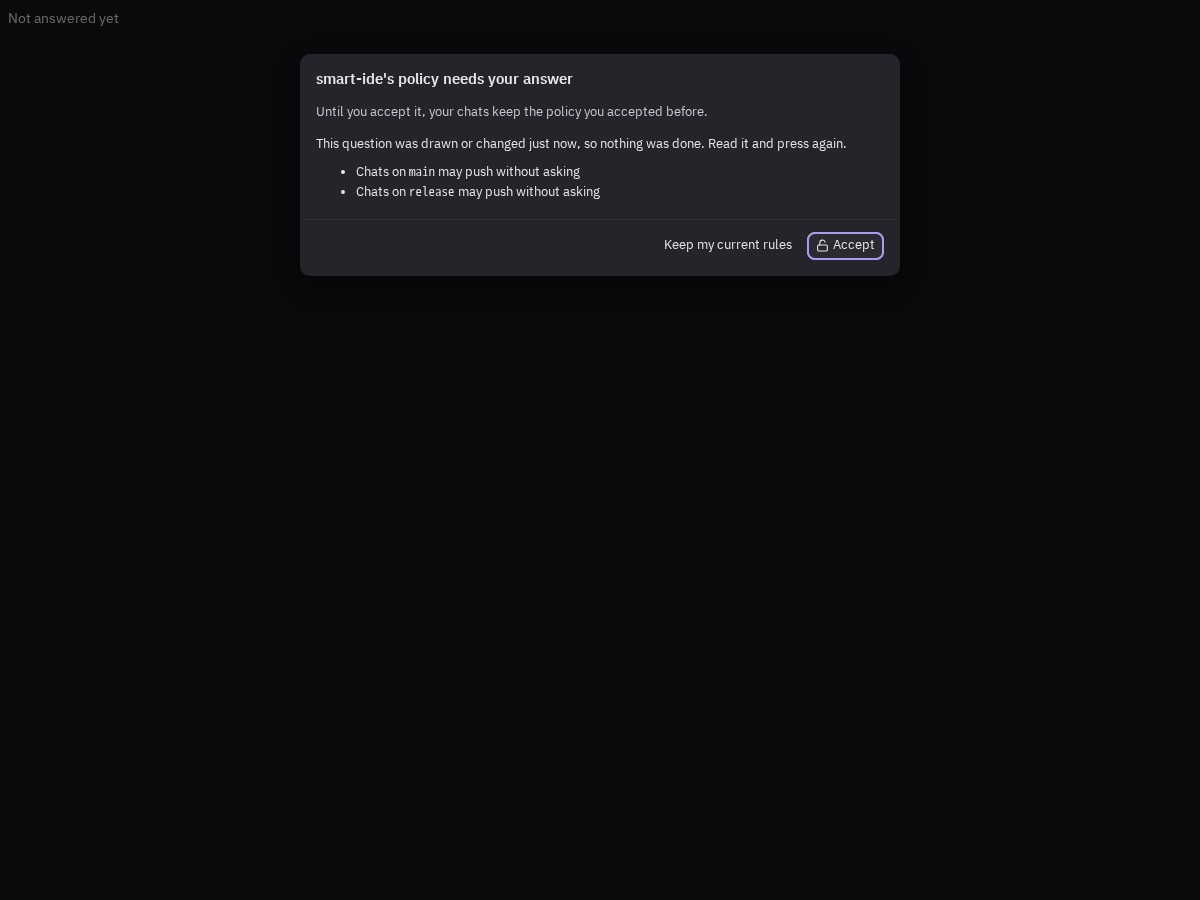 Not answered yet
smart-ide's policy needs your answer
Until you accept it, your chats keep the policy you accepted before.
This question was drawn or changed just now, so nothing was done. Read it and press again.
• Chats on main may push without asking
• Chats on release may push without asking
Keep my current rules
Accept